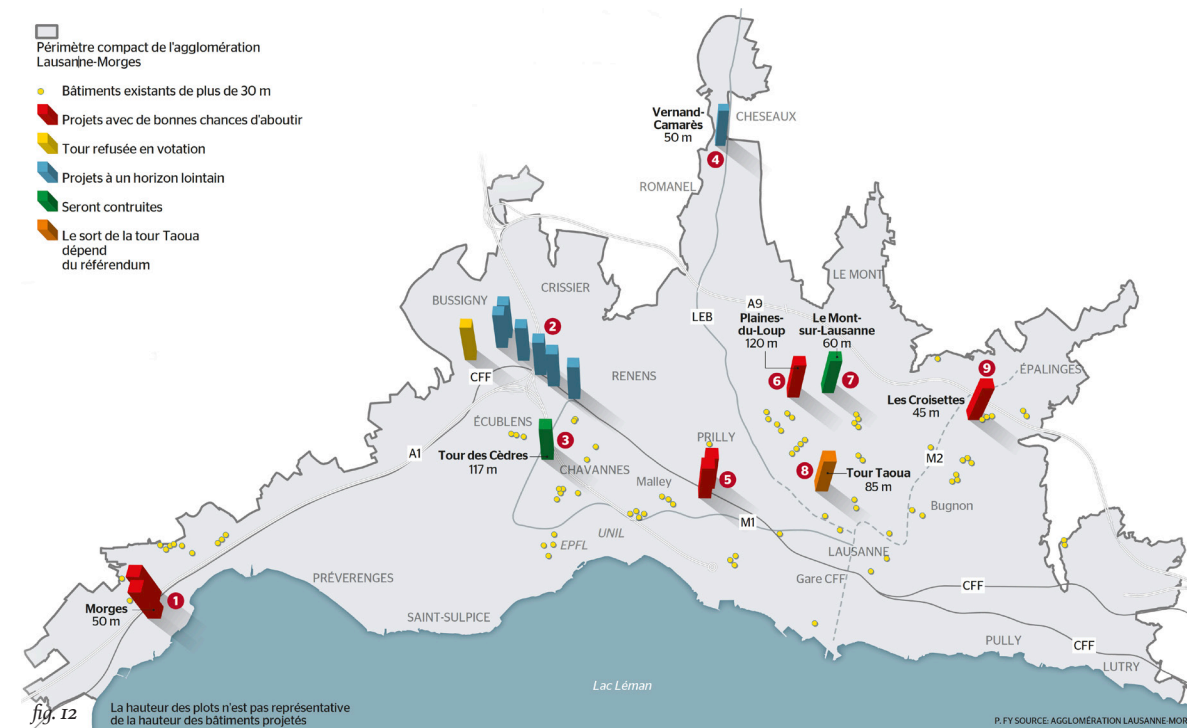 Périmètre compact de l'agglomération
Lausanne-Morges
Bâtiments existants de plus de 30 m
Projets avec de bonnes chances d'aboutir
Tour refusée en votation
Projets à un horizon lointain
Seront contruites
Le sort de la tour Taoua
dépend
du référendum
Vernand-
Camarès
50 m
CHESEAUX
4
ROMANEL
LE MONT
BUSSIGNY
CRISSIER
2
LEB
A9
Plaines-
du-Loup
120 m
Le Mont-
sur-Lausanne
60 m
6
7
9
ÉPALINGES
Les Croisettes
45 m
CFF
RENENS
ÉCUBLENS
3
A1
Tour des Cèdres
117 m
CHAVANNES
Malley
PRILLY
5
8
Tour Taoua
85 m
M2
Bugnon
M1
UNIL
EPFL
LAUSANNE
Gare CFF
CFF
PRÉVERENGES
Morges
50 m
1
SAINT-SULPICE
PULLY
CFF
LUTRY
Lac Léman
fig. 12
La hauteur des plots n'est pas représentative
de la hauteur des bâtiments projetés
P. FY SOURCE: AGGLOMÉRATION LAUSANNE-MOR